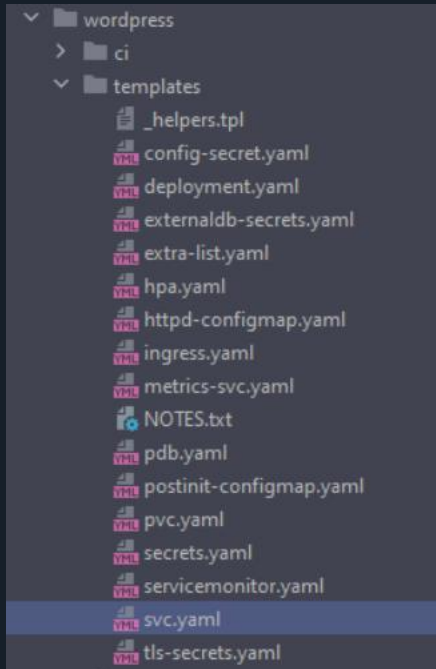 wordpress
ci
templates
_helpers.tpl
config-secret.yaml
deployment.yaml
externaldb-secrets.yaml
extra-list.yaml
hpa.yaml
httpd-configmap.yaml
ingress.yaml
metrics-svc.yaml
NOTES.txt
pdb.yaml
postinit-configmap.yaml
pvc.yaml
secrets.yaml
servicemonitor.yaml
svc.yaml
tls-secrets.yaml